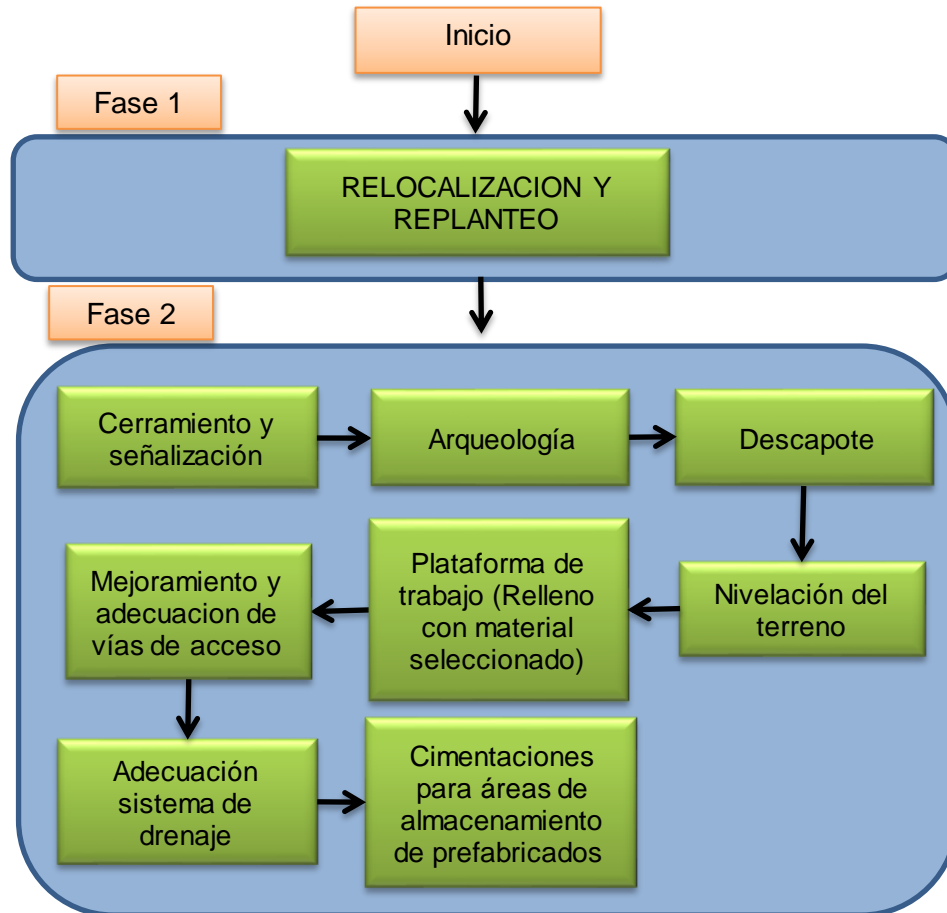 Inicio
Fase 1
RELOCALIZACION Y
REPLANTEO
Fase 2
Cerramiento y
señalización
Arqueología
Descapote
Nivelación del
terreno
Plataforma de
trabajo (Relleno
con material
seleccionado)
Mejoramiento y
adecuacion de
vías de acceso
Adecuación
sistema de
drenaje
Cimentaciones
para áreas de
almacenamiento
de prefabricados